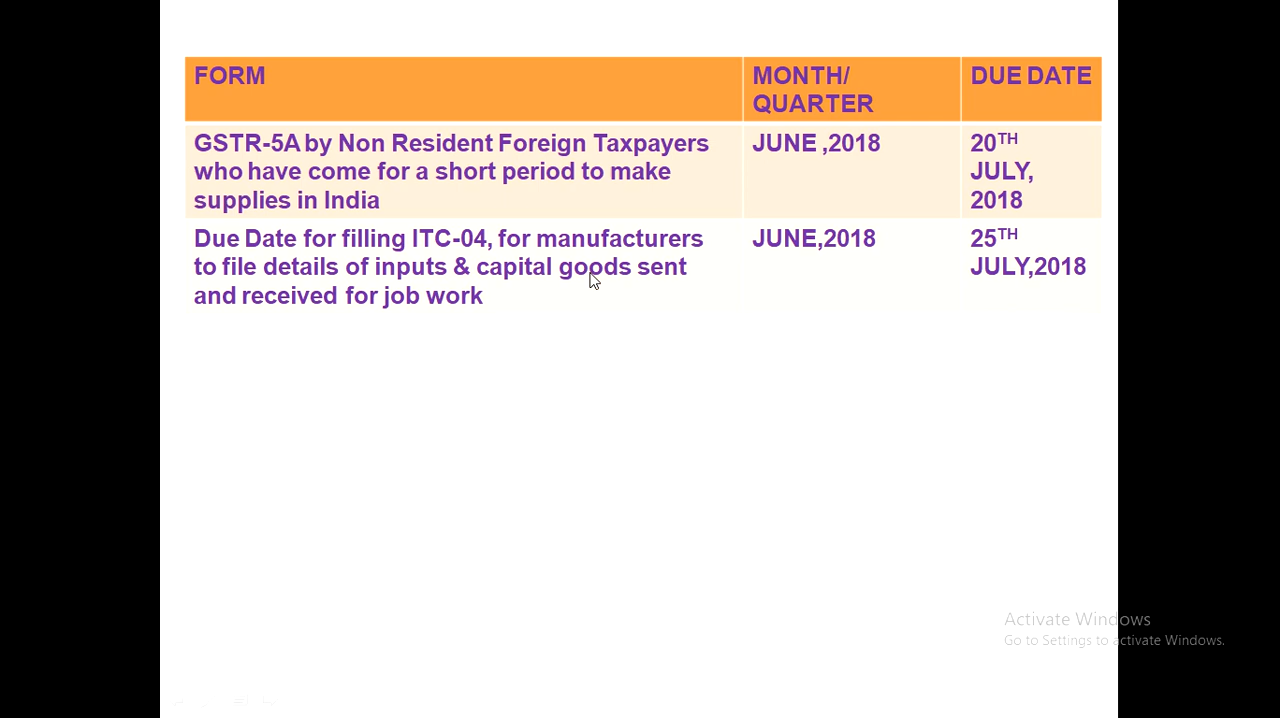 FORM
MONTH/
QUARTER
DUE DATE
GSTR-5A by Non Resident Foreign Taxpayers
who have come for a short period to make
supplies in India
JUNE ,2018
20TH
JULY,
2018
Due Date for filling ITC-04, for manufacturers
to file details of inputs & capital goods sent
and received for job work
JUNE,2018
25TH
JULY,2018
Activate Windows
Go to Settings to activate Windows.